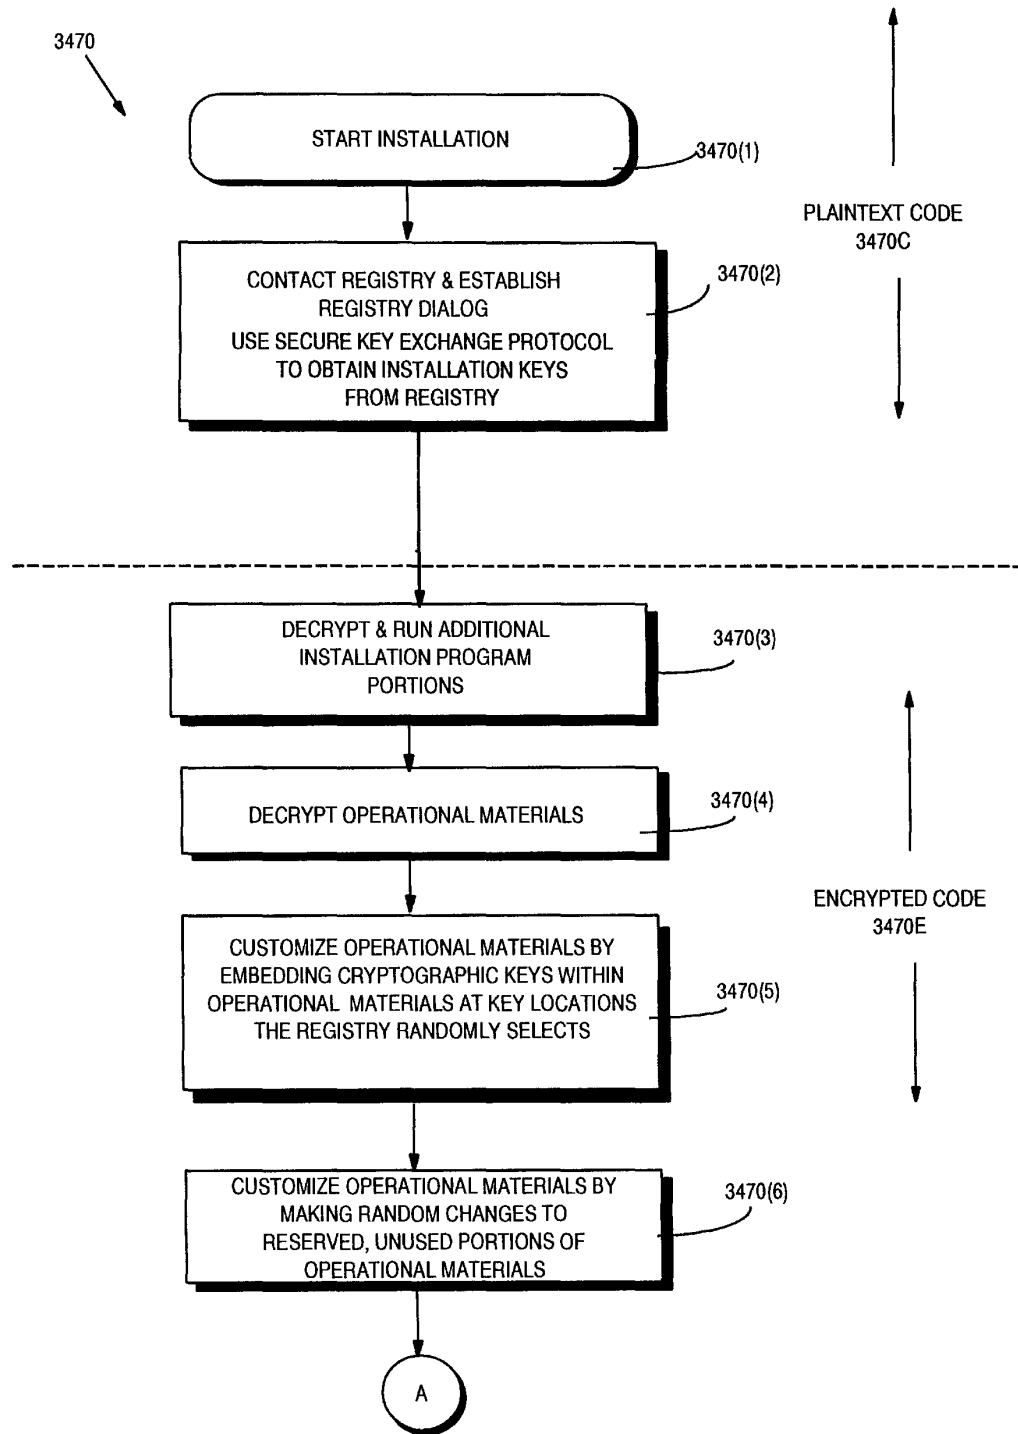 3470
START INSTALLATION
3470(1)
PLAINTEXT CODE
3470C
CONTACT REGISTRY & ESTABLISH
REGISTRY DIALOG
USE SECURE KEY EXCHANGE PROTOCOL
TO OBTAIN INSTALLATION KEYS
FROM REGISTRY
3470(2)
DECRYPT & RUN ADDITIONAL
INSTALLATION PROGRAM
PORTIONS
3470(3)
DECRYPT OPERATIONAL MATERIALS
3470(4)
ENCRYPTED CODE
3470E
CUSTOMIZE OPERATIONAL MATERIALS BY
EMBEDDING CRYPTOGRAPHIC KEYS WITHIN
OPERATIONAL MATERIALS AT KEY LOCATIONS
THE REGISTRY RANDOMLY SELECTS
3470(5)
CUSTOMIZE OPERATIONAL MATERIALS BY
MAKING RANDOM CHANGES TO
RESERVED, UNUSED PORTIONS OF
OPERATIONAL MATERIALS
3470(6)
A